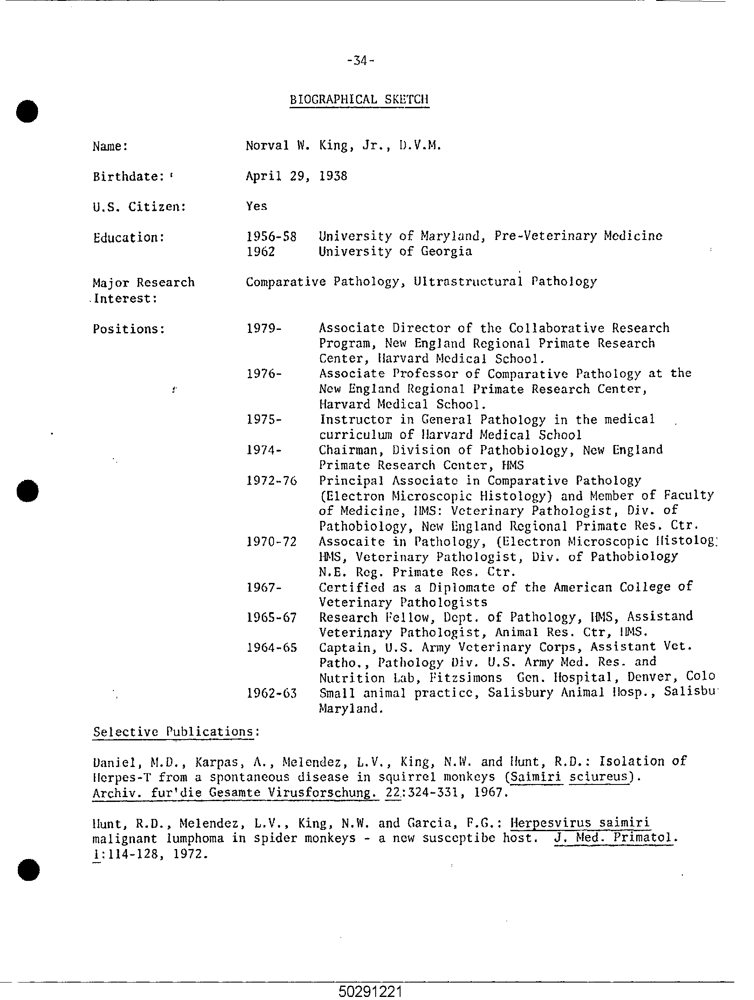 -34-
BIOGRAPHICAL SKETCH
Name: Norval W. King, Jr., D.V.M.
Birthdate: April 29, 1938
U.S. Citizen: Yes
Education: 1956-58 University of Maryland, Pre-Veterinary Medicine
1962 University of Georgia
Major Research Comparative Pathology, Ultrastructural Pathology
Interest:
Positions: 1979- Associate Director of the Collaborative Research
Program, New England Regional Primate Research
Center, Harvard Medical School.
1976- Associate Professor of Comparative Pathology at the
New England Regional Primate Research Center,
Harvard Medical School.
1975- Instructor in General Pathology in the medical
curriculum of Harvard Medical School
1974- Chairman, Division of Pathobiology, New England
Primate Research Center, HMS
1972-76 Principal Associate in Comparative Pathology
(Electron Microscopic Histology) and Member of Faculty
of Medicine, HMS: Veterinary Pathologist, Div. of
Pathobiology, New England Regional Primate Res. Ctr.
1970-72 Assocaite in Pathology, (Electron Microscopic Histolog
HMS, Veterinary Pathologist, Div. of Pathobiology
N.E. Reg. Primate Res. Ctr.
1967- Certified as a Diplomate of the American College of
Veterinary Pathologists
1965-67 Research Fellow, Dept. of Pathology, HMS, Assistand
Veterinary Pathologist, Animal Res. Ctr, HMS.
1964-65 Captain, U.S. Army Veterinary Corps, Assistant Vet.
Patho., Pathology Div. U.S. Army Med. Res. and
Nutrition Lab, Fitzsimons Gen. Hospital, Denver, Colo
1962-63 Small animal practice, Salisbury Animal Hosp., Salisbu
Maryland.
Selective Publications:
Daniel, M.D., Karpas, A., Melendez, L.V., King, N.W. and Hunt, R.D.: Isolation of
Herpes-T from a spontaneous disease in squirrel monkeys (Saimiri sciureus).
Archiv. fur'die Gesamte Virusforschung. 22:324-331, 1967.
Hunt, R.D., Melendez, L.V., King, N.W. and Garcia, F.G.: Herpesvirus saimiri
malignant lumphoma in spider monkeys - a new susceptibe host. J. Med. Primatol.
1:114-128, 1972.
50291221